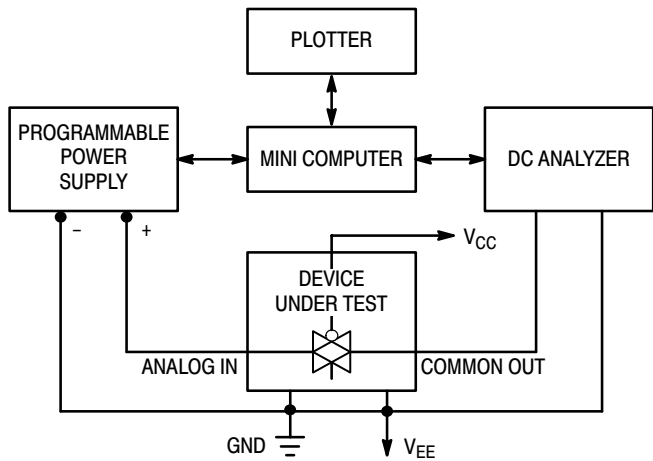 PLOTTER
PROGRAMMABLE
POWER
SUPPLY
MINI COMPUTER
DC ANALYZER
− +
VCC
DEVICE
UNDER TEST
ANALOG IN
COMMON OUT
GND
VEE